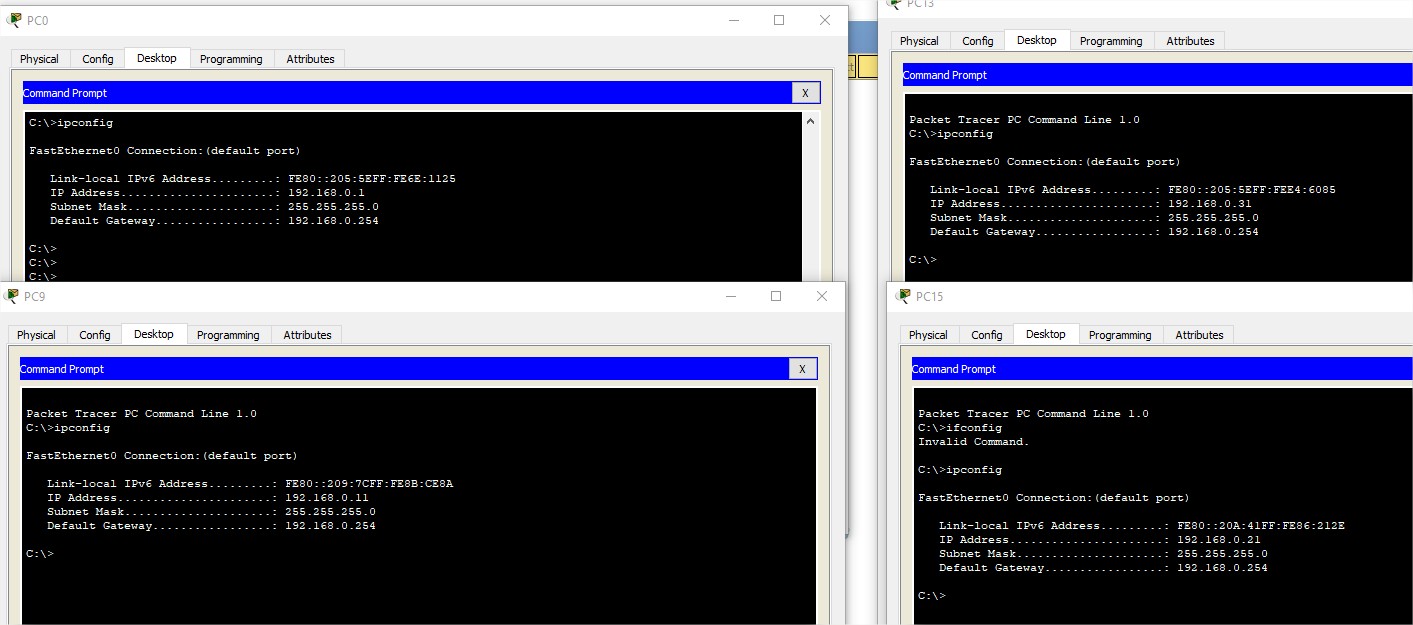 PC0
Physical Config Desktop Programming Attributes
Command Prompt X
C:\>ipconfig
FastEthernet0 Connection:(default port)
Link-local IPv6 Address.........: FE80::205:5EFF:FE6E:1125
IP Address......................: 192.168.0.1
Subnet Mask.....................: 255.255.255.0
Default Gateway.................: 192.168.0.254
C:\>
C:\>
C:\>
PC13
Physical Config Desktop Programming Attributes
Command Prompt
Packet Tracer PC Command Line 1.0
C:\>ipconfig
FastEthernet0 Connection:(default port)
Link-local IPv6 Address.........: FE80::205:5EFF:FEE4:6085
IP Address......................: 192.168.0.31
Subnet Mask.....................: 255.255.255.0
Default Gateway.................: 192.168.0.254
C:\>
PC9
Physical Config Desktop Programming Attributes
Command Prompt X
Packet Tracer PC Command Line 1.0
C:\>ipconfig
FastEthernet0 Connection:(default port)
Link-local IPv6 Address.........: FE80::209:7CFF:FE8B:CE8A
IP Address......................: 192.168.0.11
Subnet Mask.....................: 255.255.255.0
Default Gateway.................: 192.168.0.254
C:\>
PC15
Physical Config Desktop Programming Attributes
Command Prompt
Packet Tracer PC Command Line 1.0
C:\>ifconfig
Invalid Command.
C:\>ipconfig
FastEthernet0 Connection:(default port)
Link-local IPv6 Address.........: FE80::20A:41FF:FE86:212E
IP Address......................: 192.168.0.21
Subnet Mask.....................: 255.255.255.0
Default Gateway.................: 192.168.0.254
C:\>